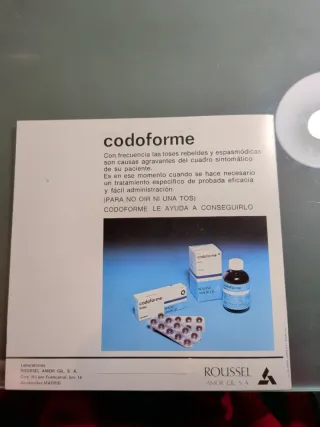 codoforme
Con frecuencia las toses rebeldes y espasmódicas
son causas agravantes del cuadro sintomático
de su paciente.
Es en ese momento cuando se hace necesario
un tratamiento específico de probada eficacia
y fácil administración.
(PARA NO OIR NI UNA TOS)
CODOFORME LE AYUDA A CONSEGUIRLO
codoforme
codoforme
codoforme
ROUSSEL AMOR GIL, S. A.
ROUSSEL
AMOR GIL, S. A.